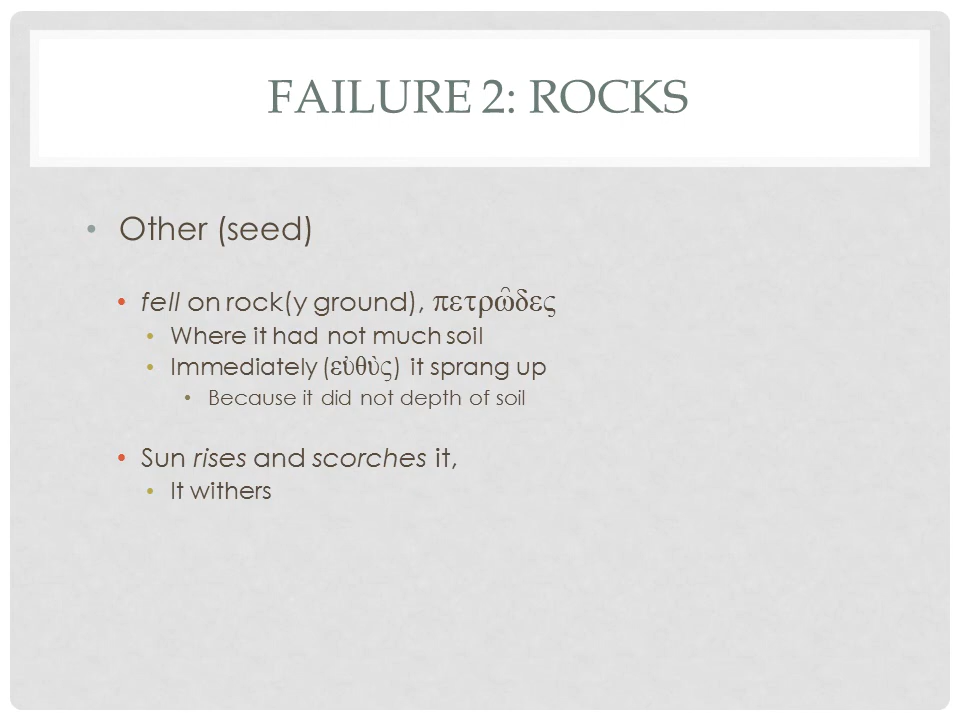 FAILURE 2: ROCKS
• Other (seed)
• fell on rock(y ground), πετρῶδες
• Where it had not much soil
• Immediately (εὐθὺς) it sprang up
• Because it did not depth of soil
• Sun rises and scorches it,
• It withers